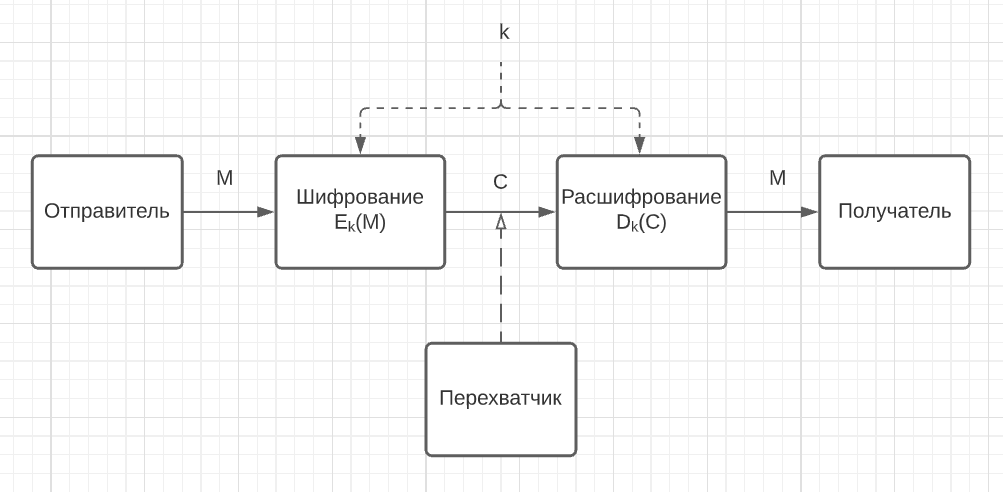 k
M
C
M
Отправитель
Шифрование
Eₖ(M)
Расшифрование
Dₖ(C)
Получатель
Перехватчик